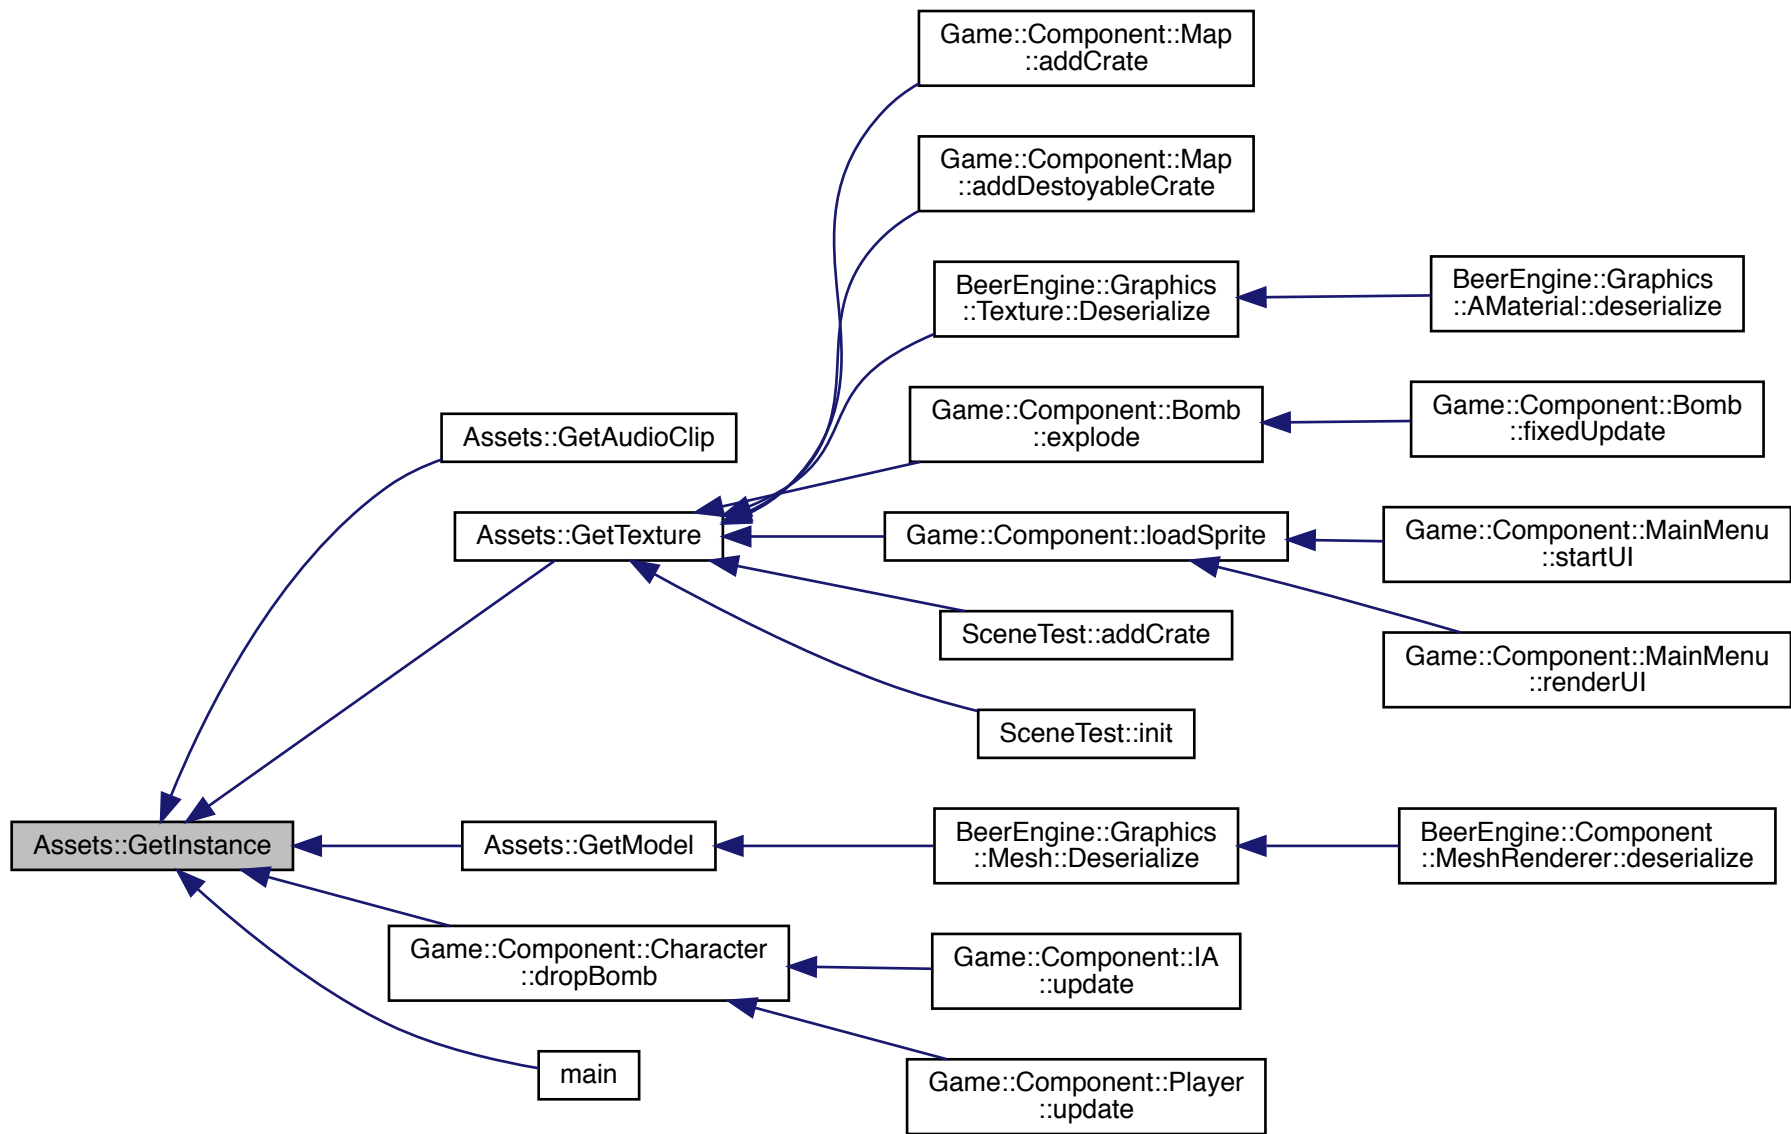 Game::Component::Map
::addCrate
Game::Component::Map
::addDestoyableCrate
BeerEngine::Graphics
::Texture::Deserialize
BeerEngine::Graphics
::AMaterial::deserialize
Game::Component::Bomb
::explode
Game::Component::Bomb
::fixedUpdate
Assets::GetAudioClip
Assets::GetTexture
Game::Component::loadSprite
Game::Component::MainMenu
::startUI
SceneTest::addCrate
Game::Component::MainMenu
::renderUI
SceneTest::init
Assets::GetInstance
Assets::GetModel
BeerEngine::Graphics
::Mesh::Deserialize
BeerEngine::Component
::MeshRenderer::deserialize
Game::Component::Character
::dropBomb
Game::Component::IA
::update
main
Game::Component::Player
::update